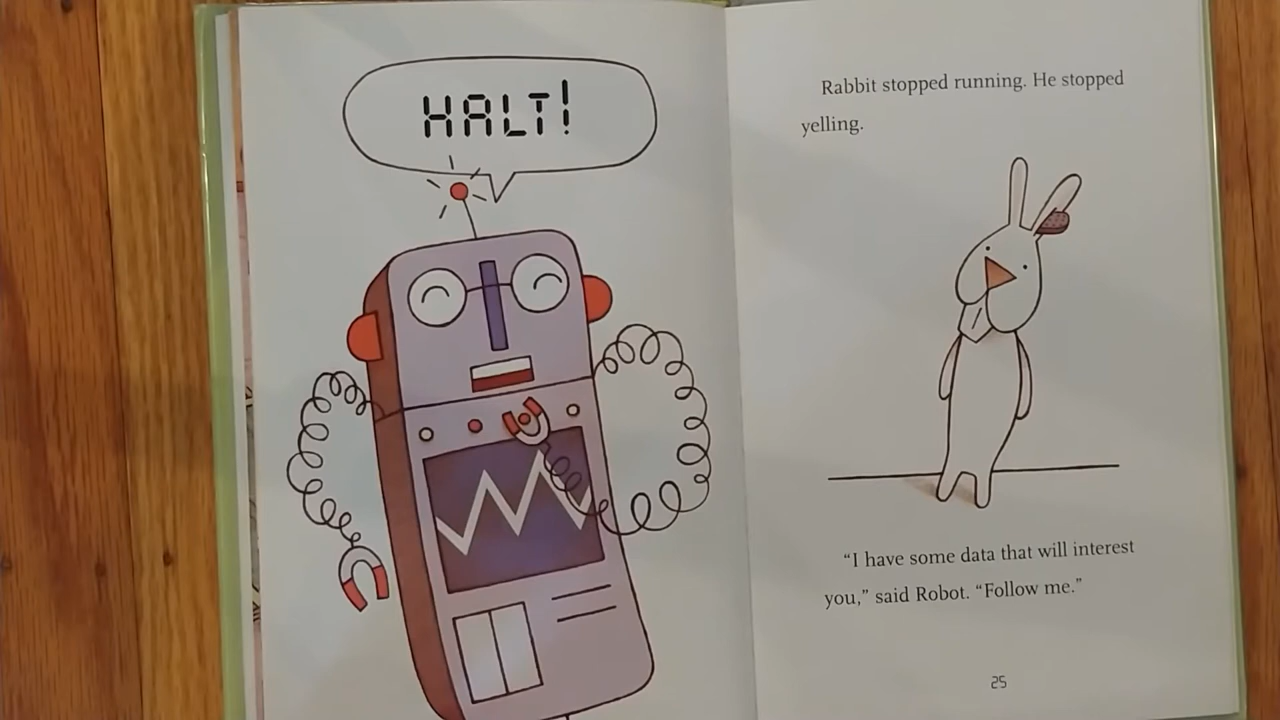 HALT!
Rabbit stopped running. He stopped
yelling.
“I have some data that will interest
you,” said Robot. “Follow me.”
25